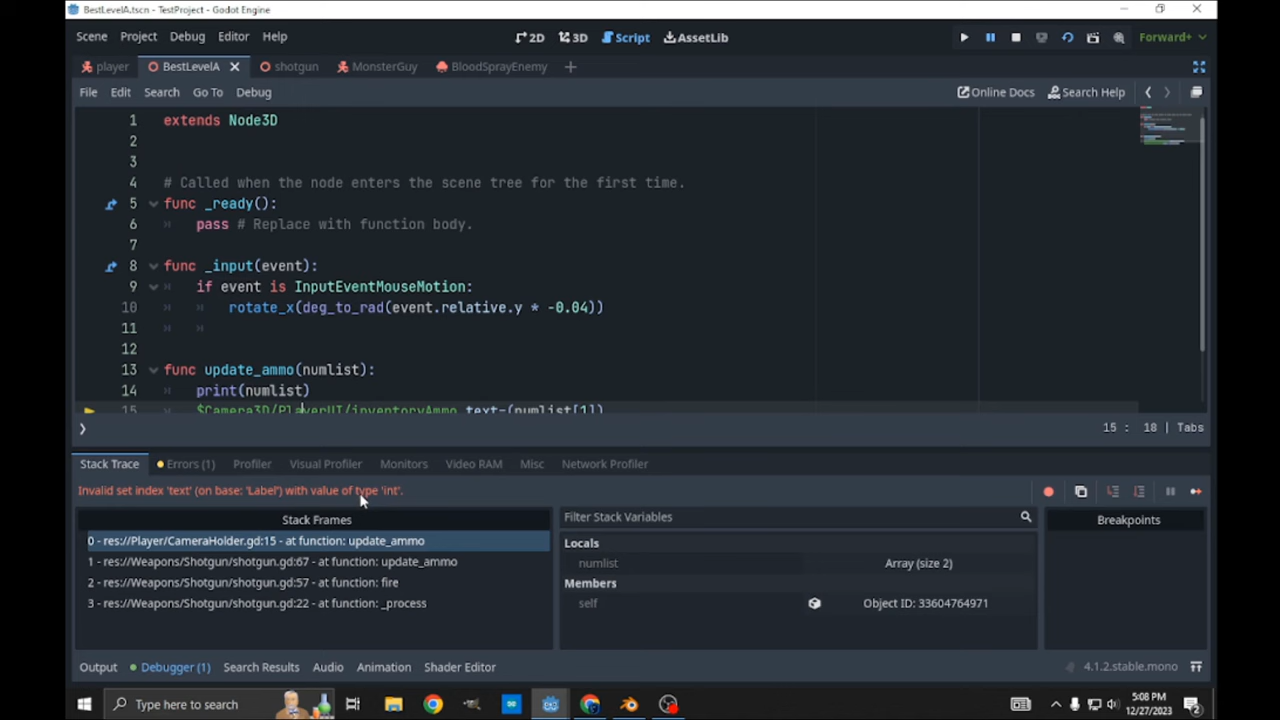 BestLevelA.tscn - TestProject - Godot Engine
Scene Project Debug Editor Help
2D 3D Script AssetLib
Forward+
player BestLevelA shotgun MonsterGuy BloodSprayEnemy
File Edit Search Go To Debug
Online Docs Search Help
1 extends Node3D
2
3
4 # Called when the node enters the scene tree for the first time.
5 func _ready():
6 pass # Replace with function body.
7
8 func _input(event):
9 if event is InputEventMouseMotion:
10 rotate_x(deg_to_rad(event.relative.y * -0.04))
11
12
13 func update_ammo(numlist):
14 print(numlist)
15 $Camera3D/PlayerUI/inventoryAmmo.text=(numlist[1])
15 : 18 | Tabs
Stack Trace Errors (1) Profiler Visual Profiler Monitors Video RAM Misc Network Profiler
Invalid set index 'text' (on base: 'Label') with value of type 'int'.
Stack Frames
0 - res://Player/CameraHolder.gd:15 - at function: update_ammo
1 - res://Weapons/Shotgun/shotgun.gd:67 - at function: update_ammo
2 - res://Weapons/Shotgun/shotgun.gd:57 - at function: fire
3 - res://Weapons/Shotgun/shotgun.gd:22 - at function: _process
Filter Stack Variables
Locals
numlist Array (size 2)
Members
self Object ID: 33604764971
Breakpoints
Output Debugger (1) Search Results Audio Animation Shader Editor
4.1.2.stable.mono
Type here to search
5:08 PM
12/27/2023
2